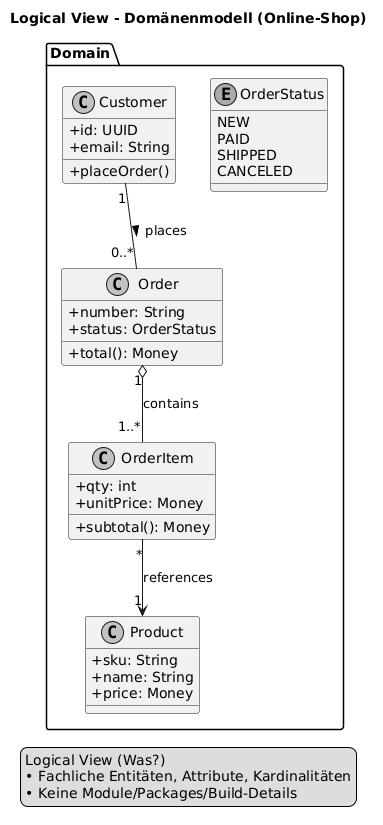 Logical View - Domänenmodell (Online-Shop)
Domain
C Customer
+id: UUID
+email: String
+placeOrder()
E OrderStatus
NEW
PAID
SHIPPED
CANCELED
1
places
0..*
C Order
+number: String
+status: OrderStatus
+total(): Money
1
contains
1..*
C OrderItem
+qty: int
+unitPrice: Money
+subtotal(): Money
*
references
1
C Product
+sku: String
+name: String
+price: Money
Logical View (Was?)
• Fachliche Entitäten, Attribute, Kardinalitäten
• Keine Module/Packages/Build-Details